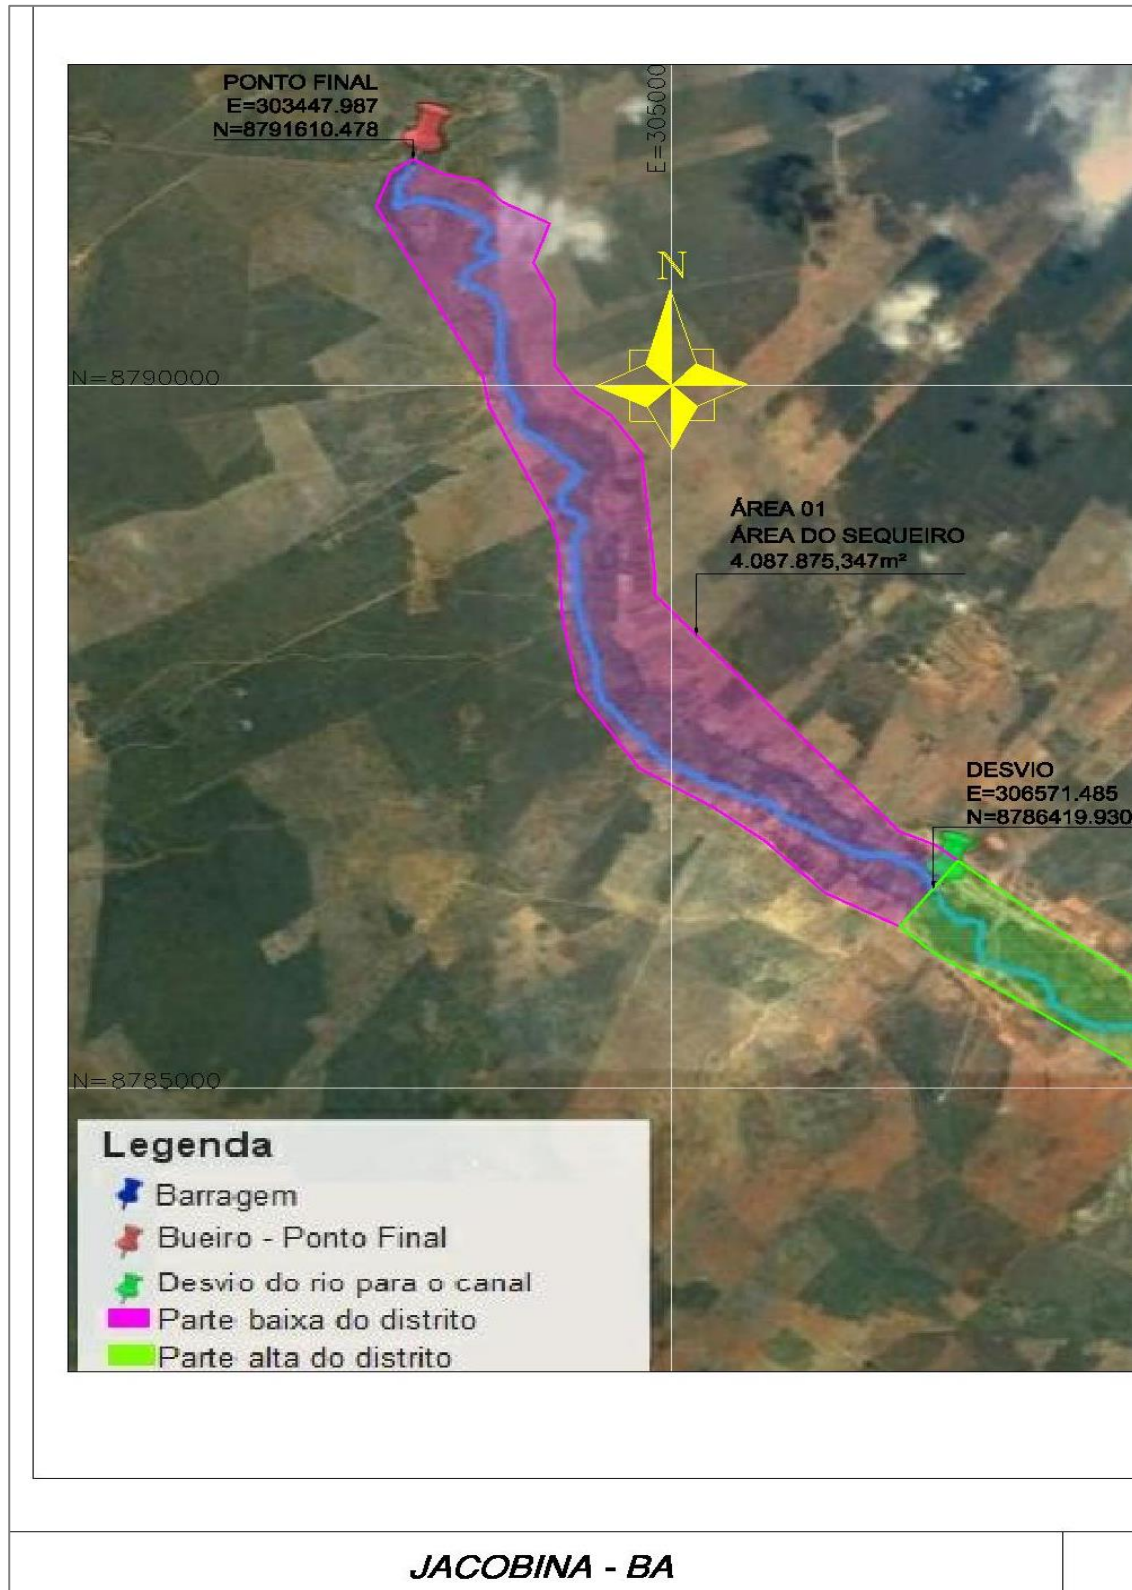 PONTO FINAL
E=303447.987
N=8791610.478
E=305000
N
N=8790000
ÁREA 01
ÁREA DO SEQUEIRO
4.087.875,347m²
DESVIO
E=306571.485
N=8786419.930
N=8785000
Legenda
Barragem
Bueiro - Ponto Final
Desvio do rio para o canal
Parte baixa do distrito
Parte alta do distrito
JACOBINA - BA